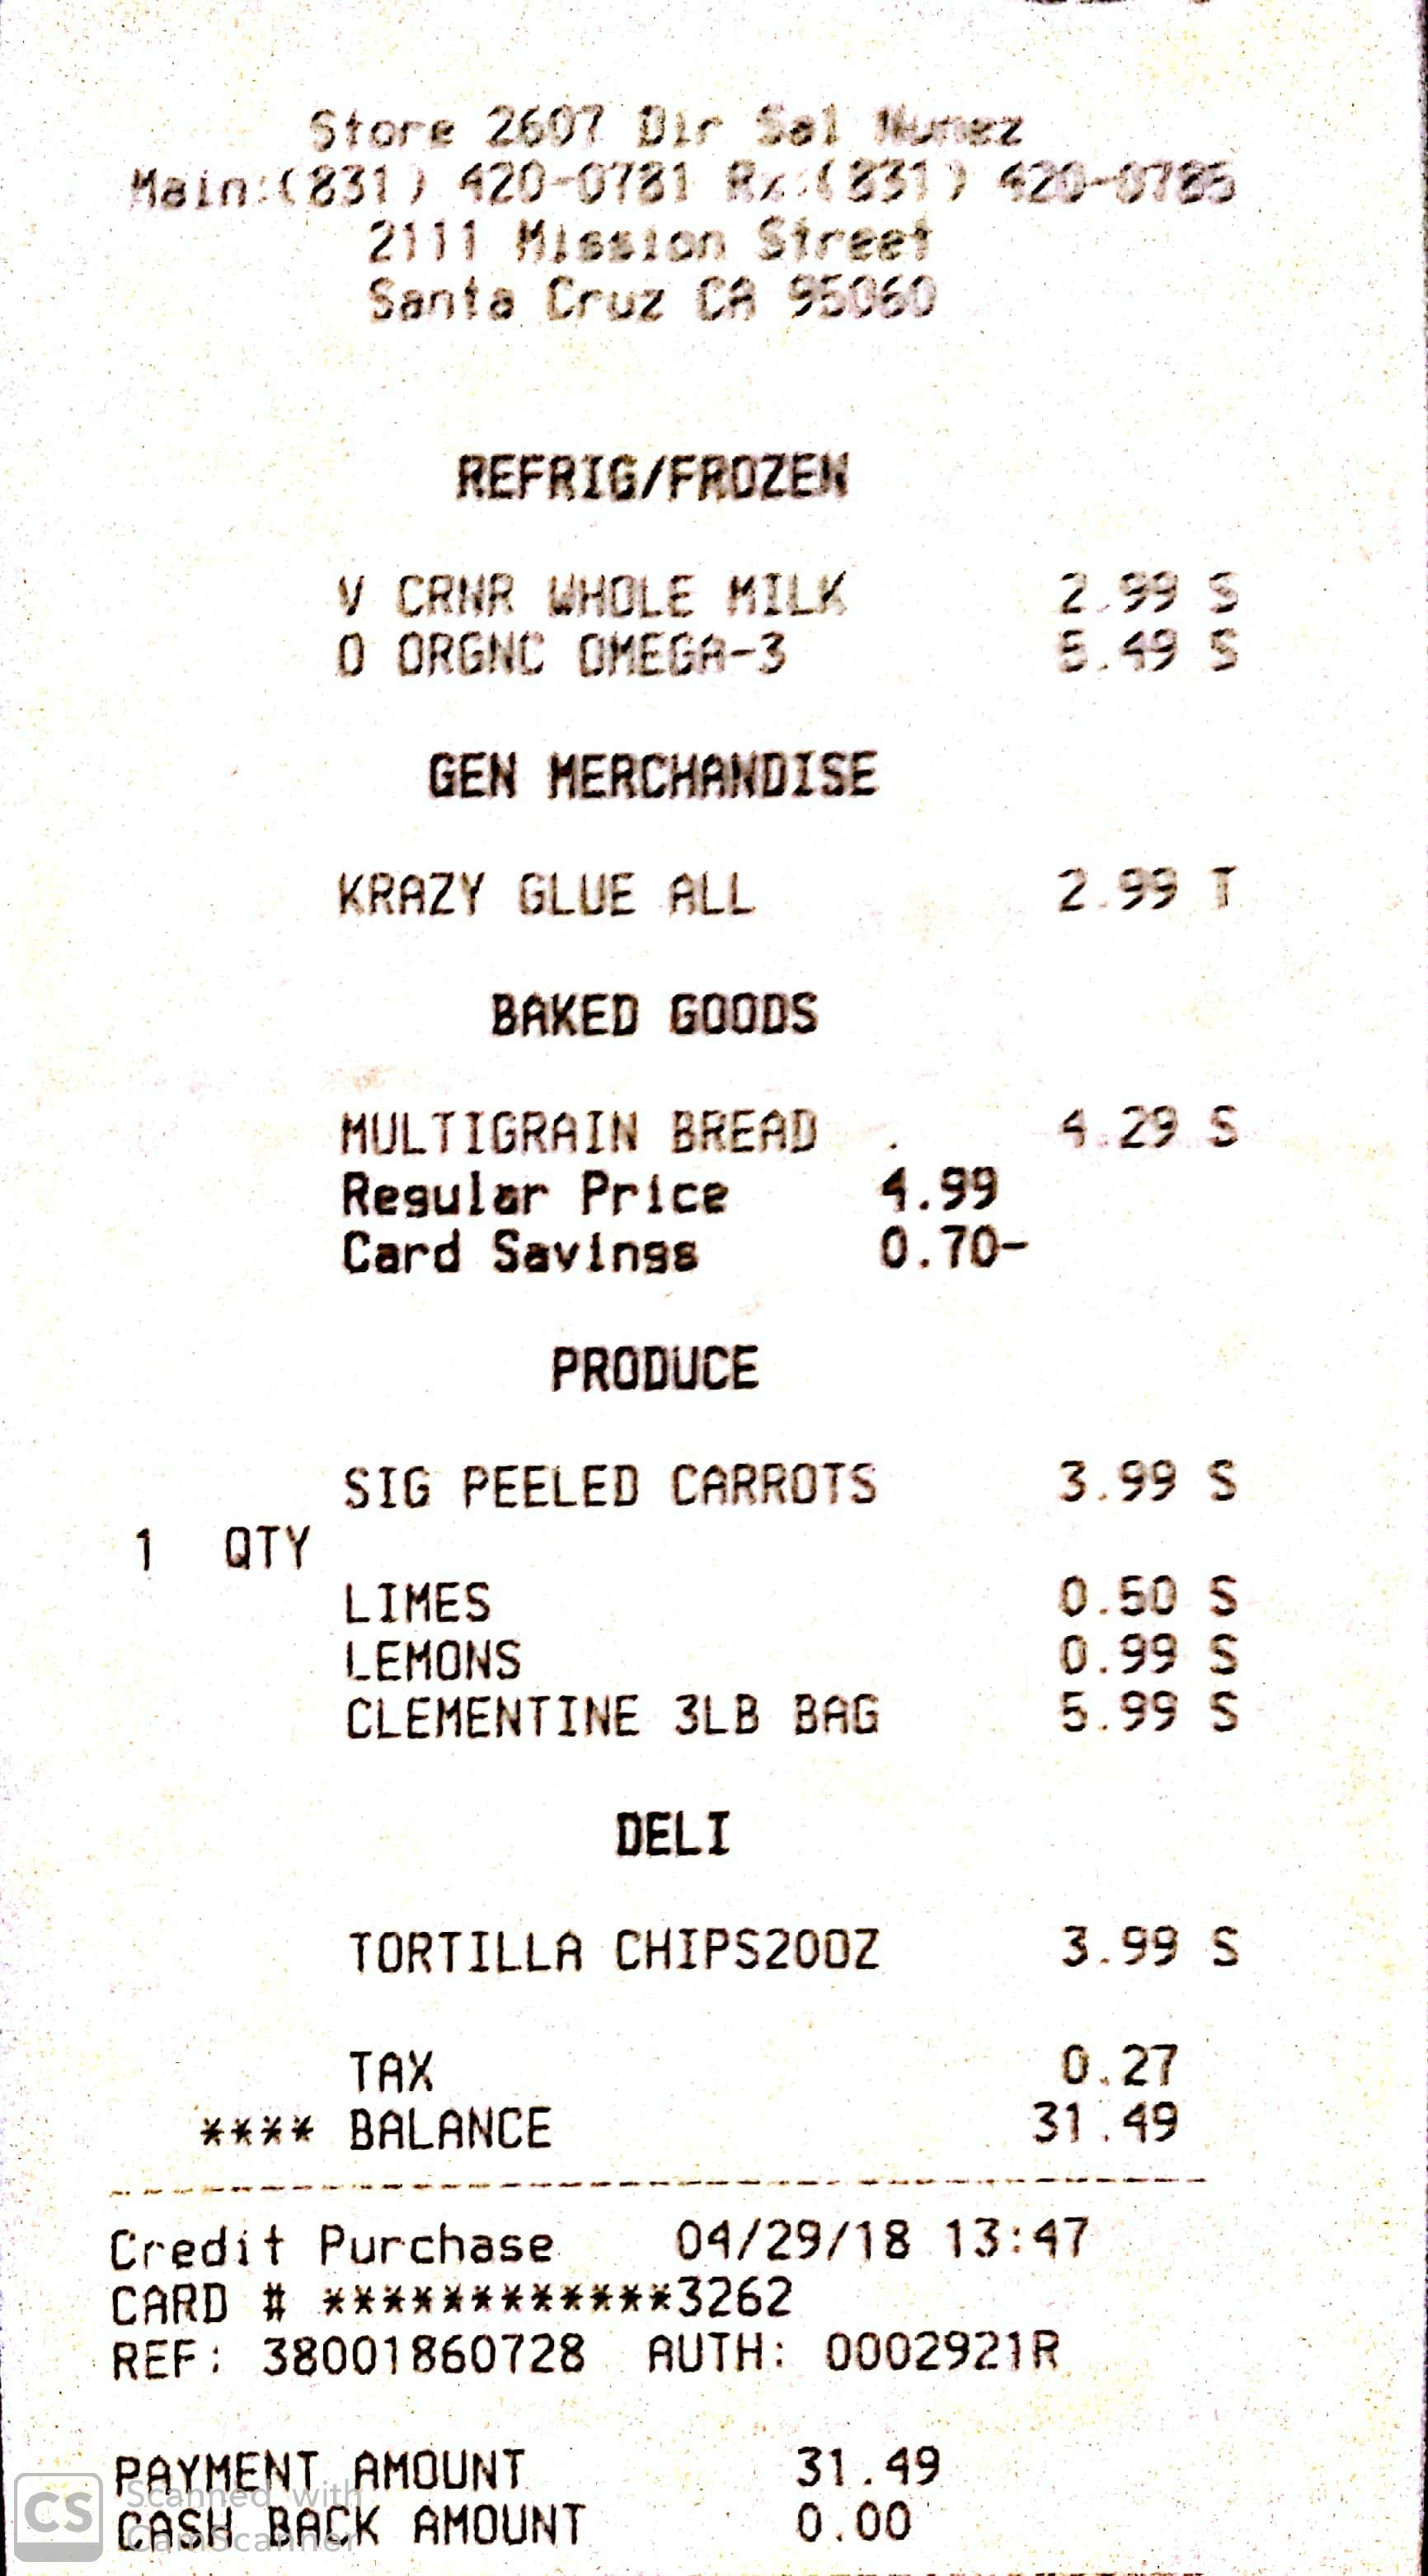 Store 2607 Dir Sal Nunez
Main:(831) 420-0781 Rx:(831) 420-0785
2111 Mission Street
Santa Cruz CA 95060
REFRIG/FROZEN
V CRNR WHOLE MILK 2.99 S
O ORGNC OMEGA-3 5.49 S
GEN MERCHANDISE
KRAZY GLUE ALL 2.99 T
BAKED GOODS
MULTIGRAIN BREAD . 4.29 S
Regular Price 4.99
Card Savings 0.70-
PRODUCE
SIG PEELED CARROTS 3.99 S
1 QTY
LIMES 0.50 S
LEMONS 0.99 S
CLEMENTINE 3LB BAG 5.99 S
DELI
TORTILLA CHIPS20OZ 3.99 S
TAX 0.27
**** BALANCE 31.49
Credit Purchase 04/29/18 13:47
CARD # ************3262
REF: 38001860728 AUTH: 0002921R
PAYMENT AMOUNT 31.49
CASH BACK AMOUNT 0.00
CS Scanned with
CamScanner